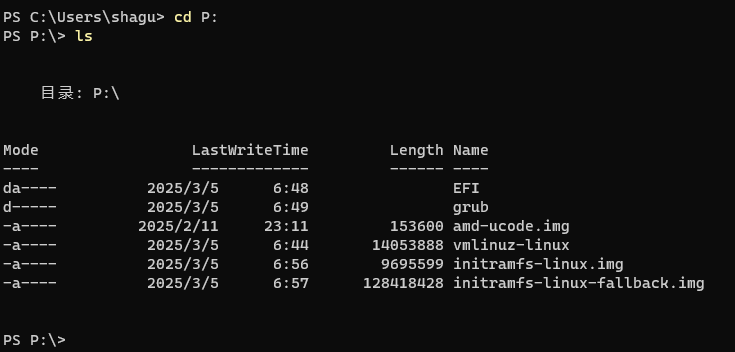 PS C:\Users\shagu> cd P:
PS P:\> ls
目录: P:\
Mode                 LastWriteTime         Length Name
----                 -------------         ------ ----
da----          2025/3/5      6:48                EFI
d-----          2025/3/5      6:49                grub
-a----         2025/2/11     23:11         153600 amd-ucode.img
-a----          2025/3/5      6:44       14053888 vmlinuz-linux
-a----          2025/3/5      6:56        9695599 initramfs-linux.img
-a----          2025/3/5      6:57      128418428 initramfs-linux-fallback.img
PS P:\>